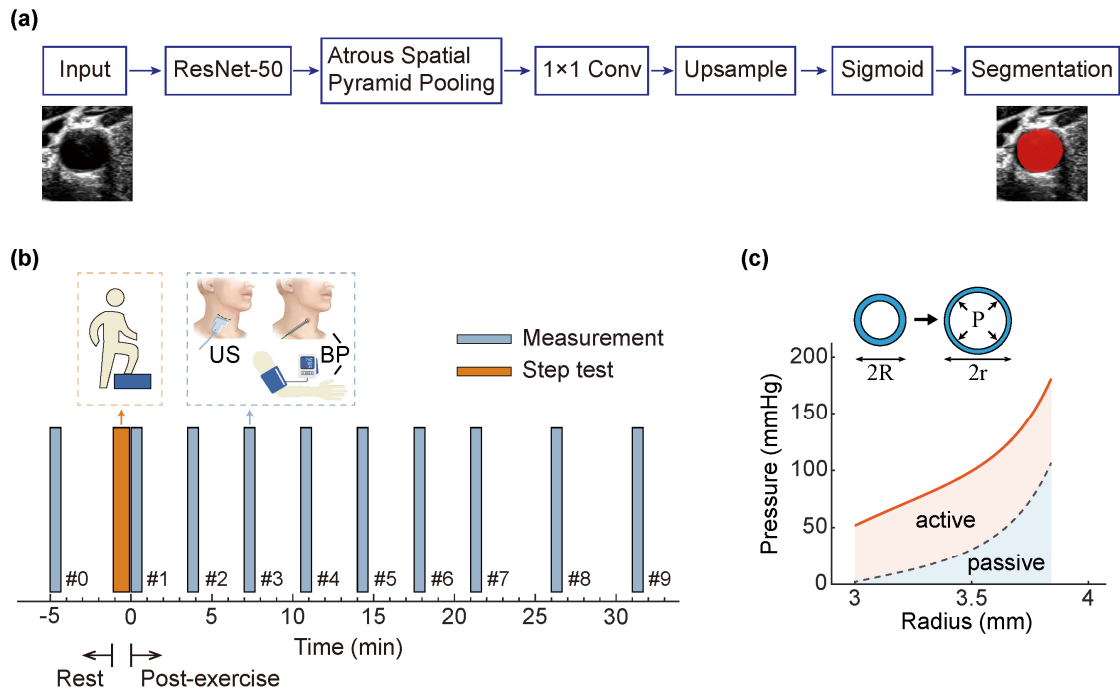 (a)
Input
ResNet-50
Atrous Spatial
Pyramid Pooling
1×1 Conv
Upsample
Sigmoid
Segmentation
(b)
US
BP
Measurement
Step test
#0
#1
#2
#3
#4
#5
#6
#7
#8
#9
-5
0
5
10
15
20
25
30
Time (min)
Rest
Post-exercise
(c)
P
2R
2r
200
150
100
50
0
Pressure (mmHg)
active
passive
3
3.5
4
Radius (mm)